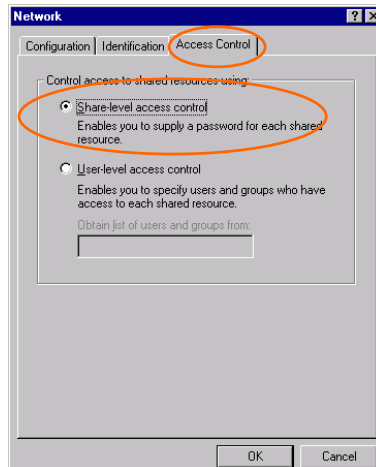 Network
Configuration Identification Access Control
Control access to shared resources using:
Share-level access control
Enables you to supply a password for each shared
resource.
User-level access control
Enables you to specify users and groups who have
access to each shared resource.
Obtain list of users and groups from:
OK Cancel